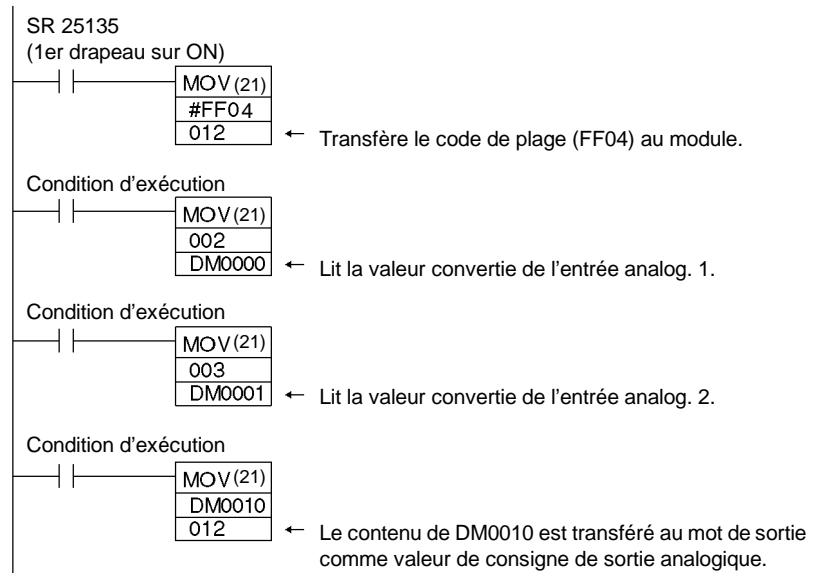 SR 25135
(1er drapeau sur ON)
MOV(21)
#FF04
012 ← Transfère le code de plage (FF04) au module.
Condition d'exécution
MOV(21)
002
DM0000 ← Lit la valeur convertie de l'entrée analog. 1.
Condition d'exécution
MOV(21)
003
DM0001 ← Lit la valeur convertie de l'entrée analog. 2.
Condition d'exécution
MOV(21)
DM0010
012 ← Le contenu de DM0010 est transféré au mot de sortie
comme valeur de consigne de sortie analogique.